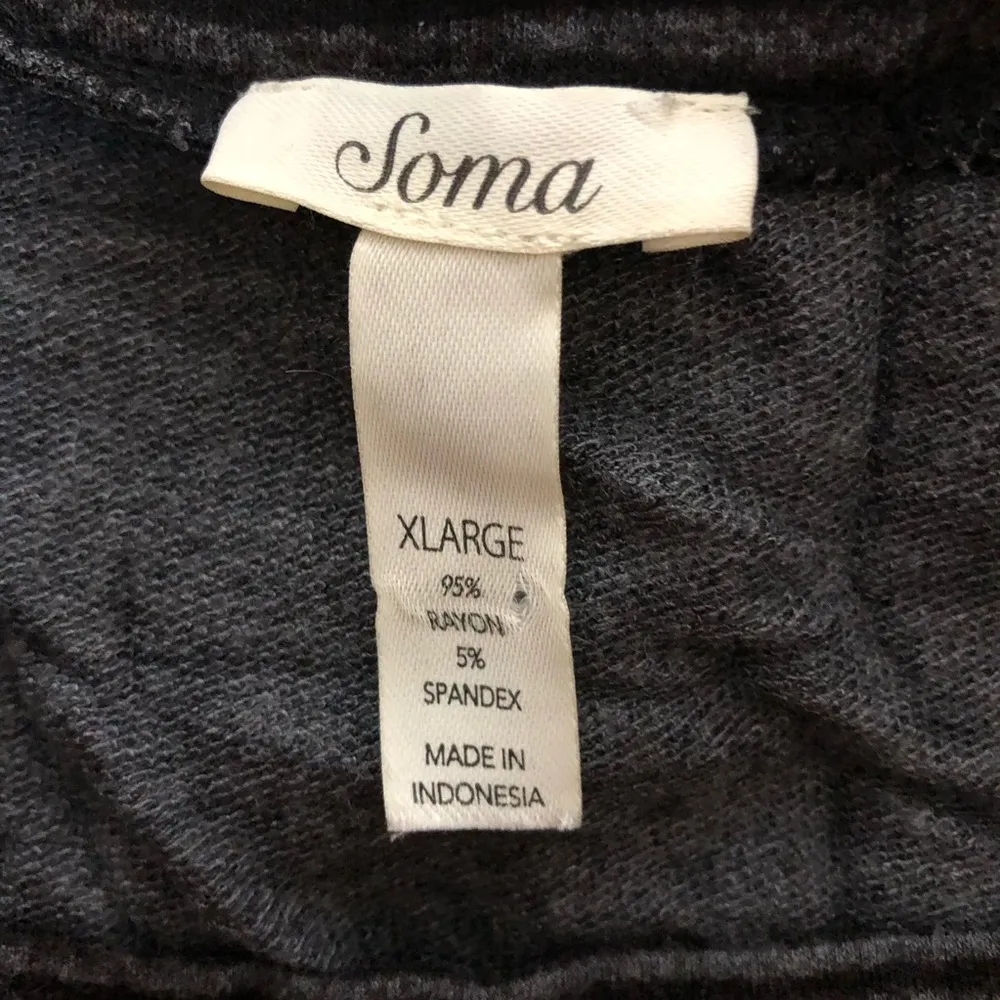 Soma
XLARGE
95%
RAYON
5%
SPANDEX
MADE IN
INDONESIA